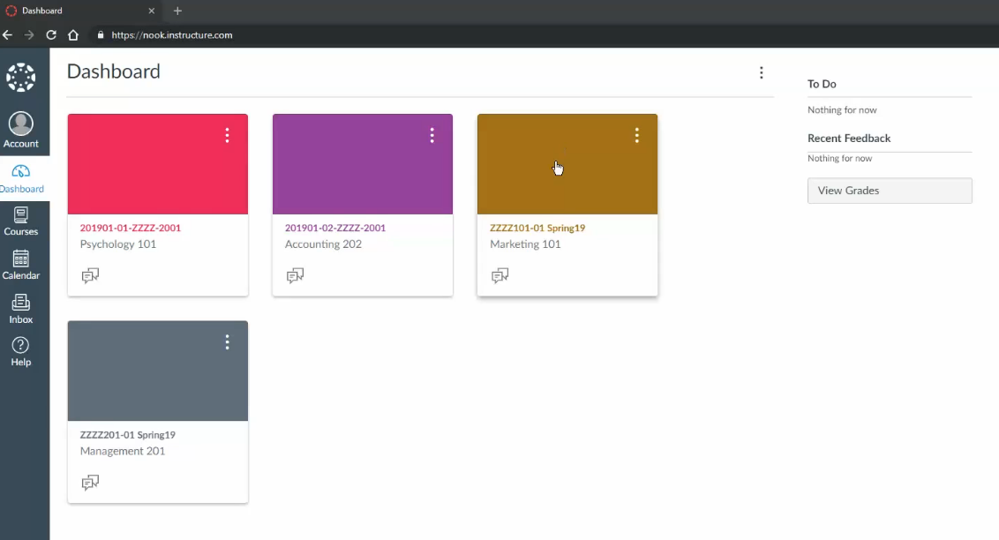 Dashboard
https://nook.instructure.com
Account
Dashboard
Courses
Calendar
Inbox
Help
Dashboard
201901-01-ZZZZ-2001
Psychology 101
201901-02-ZZZZ-2001
Accounting 202
ZZZZ101-01 Spring19
Marketing 101
ZZZZ201-01 Spring19
Management 201
To Do
Nothing for now
Recent Feedback
Nothing for now
View Grades